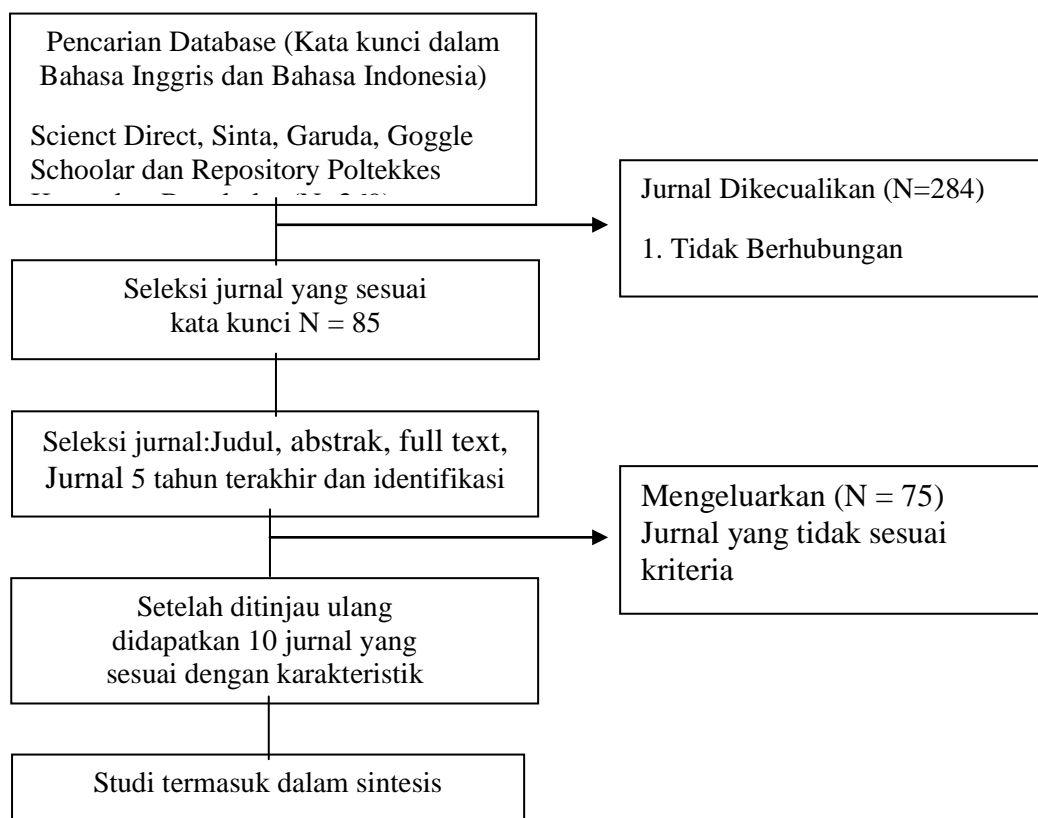 Pencarian Database (Kata kunci dalam
Bahasa Inggris dan Bahasa Indonesia)
Scienct Direct, Sinta, Garuda, Goggle
Schoolar dan Repository Poltekkes
Jurnal Dikecualikan (N=284)
1. Tidak Berhubungan
Seleksi jurnal yang sesuai
kata kunci N = 85
Seleksi jurnal:Judul, abstrak, full text,
Jurnal 5 tahun terakhir dan identifikasi
Mengeluarkan (N = 75)
Jurnal yang tidak sesuai
kriteria
Setelah ditinjau ulang
didapatkan 10 jurnal yang
sesuai dengan karakteristik
Studi termasuk dalam sintesis